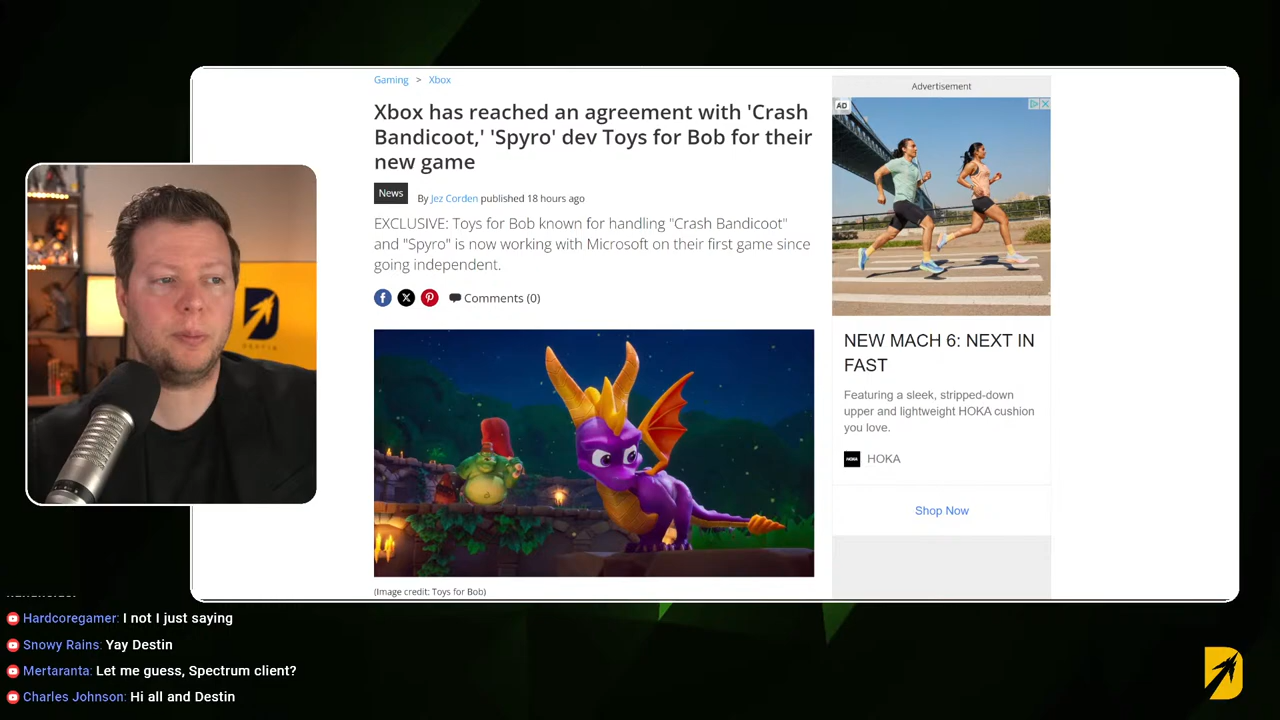 Gaming > Xbox
Xbox has reached an agreement with 'Crash
Bandicoot,' 'Spyro' dev Toys for Bob for their
new game
News
By Jez Corden published 18 hours ago
EXCLUSIVE: Toys for Bob known for handling "Crash Bandicoot"
and "Spyro" is now working with Microsoft on their first game since
going independent.
Comments (0)
(Image credit: Toys for Bob)
Advertisement
AD
NEW MACH 6: NEXT IN
FAST
Featuring a sleek, stripped-down
upper and lightweight HOKA cushion
you love.
HOKA
Shop Now
Hardcoregamer: I not I just saying
Snowy Rains: Yay Destin
Mertaranta: Let me guess, Spectrum client?
Charles Johnson: Hi all and Destin